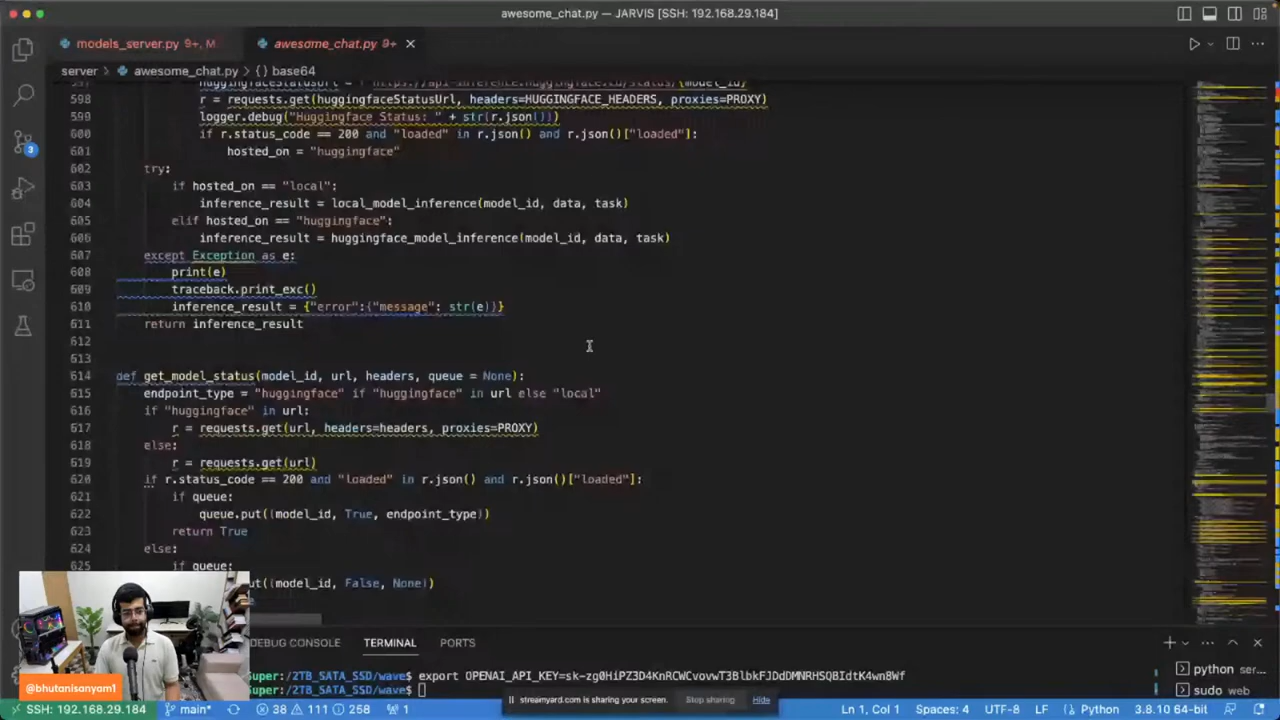 awesome_chat.py — JARVIS [SSH: 192.168.29.184]
models_server.py 9+, M
awesome_chat.py 9+
server > awesome_chat.py > {} base64
598 r = requests.get(huggingfaceStatusUrl, headers=HUGGINGFACE_HEADERS, proxies=PROXY)
599 logger.debug("Huggingface Status: " + str(r.json()))
600 if r.status_code == 200 and "loaded" in r.json() and r.json()["loaded"]:
601 hosted_on = "huggingface"
602 try:
603 if hosted_on == "local":
604 inference_result = local_model_inference(model_id, data, task)
605 elif hosted_on == "huggingface":
606 inference_result = huggingface_model_inference(model_id, data, task)
607 except Exception as e:
608 print(e)
609 traceback.print_exc()
610 inference_result = {"error":{"message": str(e)}}
611 return inference_result
612
613
614 def get_model_status(model_id, url, headers, queue = None):
615 endpoint_type = "huggingface" if "huggingface" in url else "local"
616 if "huggingface" in url:
617 r = requests.get(url, headers=headers, proxies=PROXY)
618 else:
619 r = requests.get(url)
620 if r.status_code == 200 and "loaded" in r.json() and r.json()["loaded"]:
621 if queue:
622 queue.put((model_id, True, endpoint_type))
623 return True
624 else:
625 if queue:
((model_id, False, None))
@bhutanisanyam1
DEBUG CONSOLE TERMINAL PORTS
Super:/2TB_SATA_SSD/wave$ export OPENAI_API_KEY=
Super:/2TB_SATA_SSD/wave$
python ser...
sudo web
streamyard.com is sharing your screen. Stop sharing Hide
SSH: 192.168.29.184 main* 38 111 258 1 Ln 1, Col 1 Spaces: 4 UTF-8 LF Python 3.8.10 64-bit